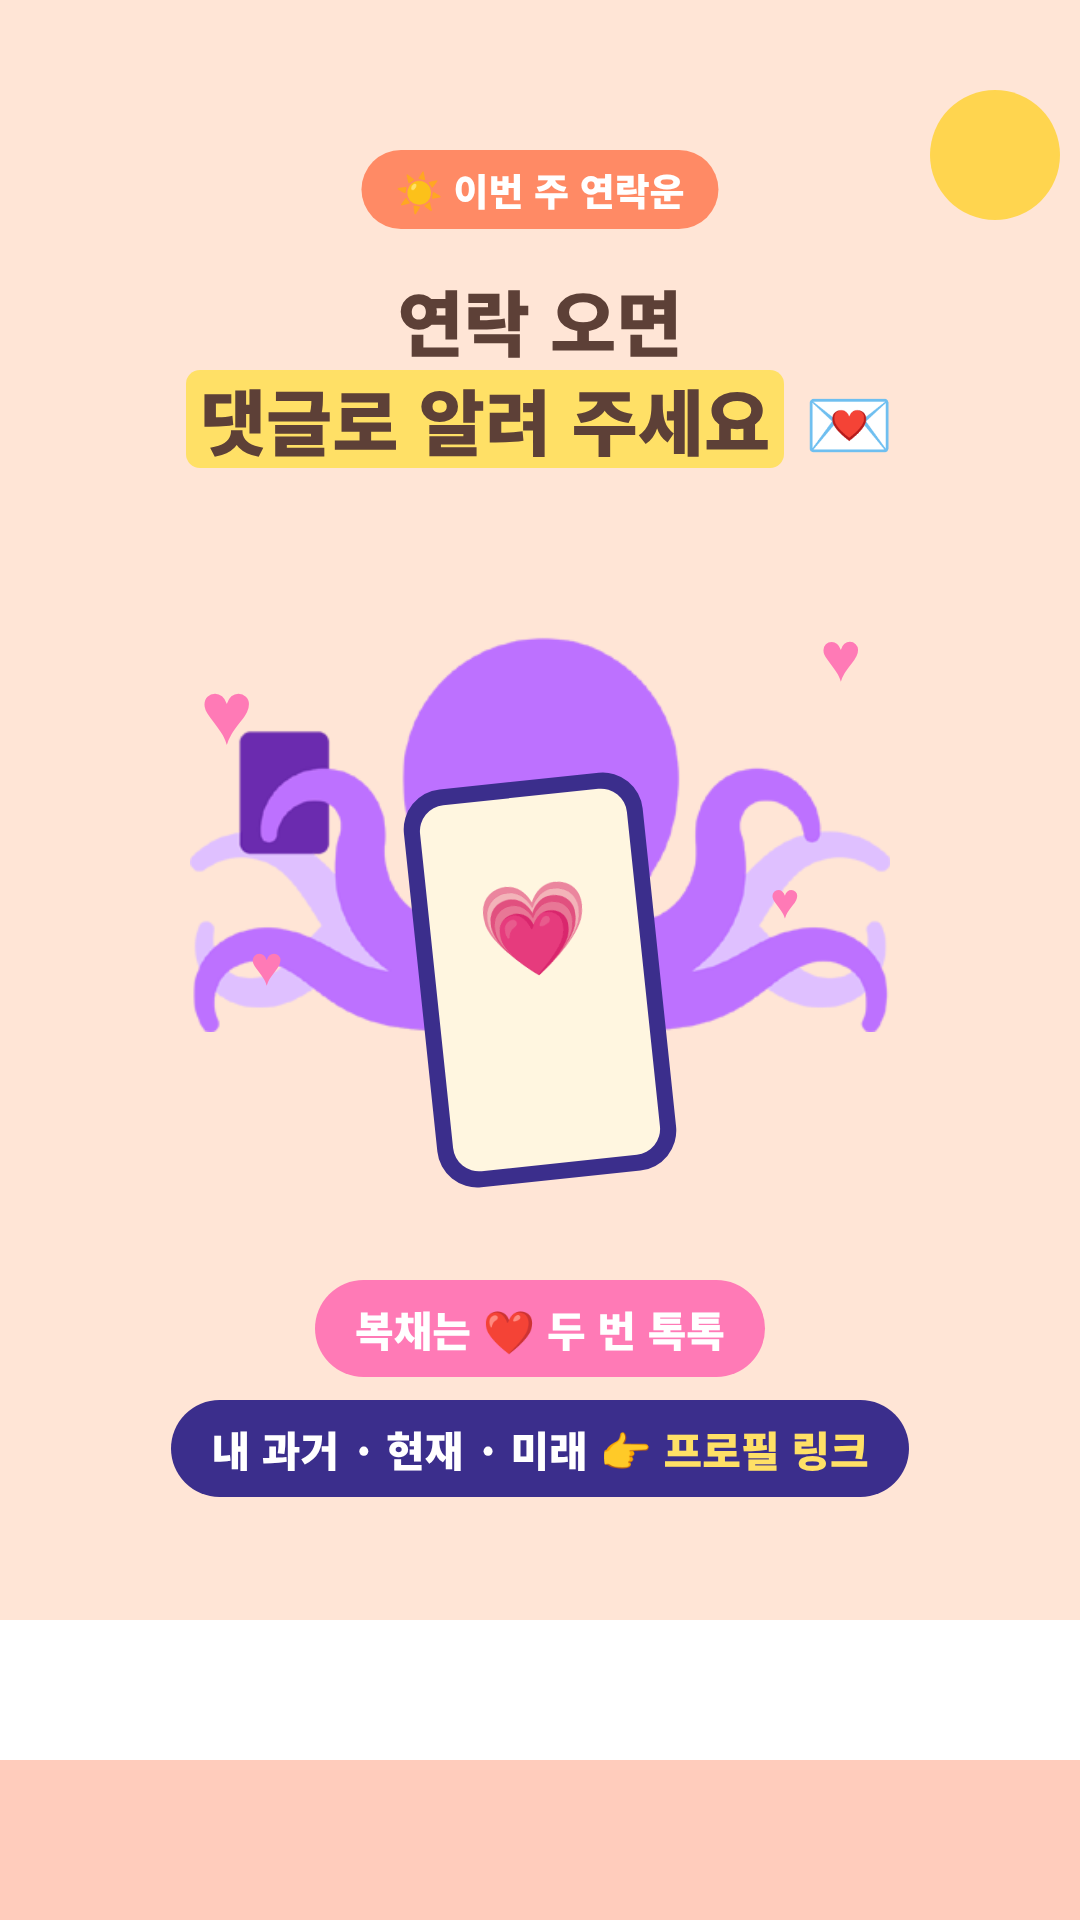 ☀️ 이번 주 연락운
연락 오면
댓글로 알려 주세요 💌
복채는 ❤️ 두 번 톡톡
내 과거 · 현재 · 미래 👉 프로필 링크